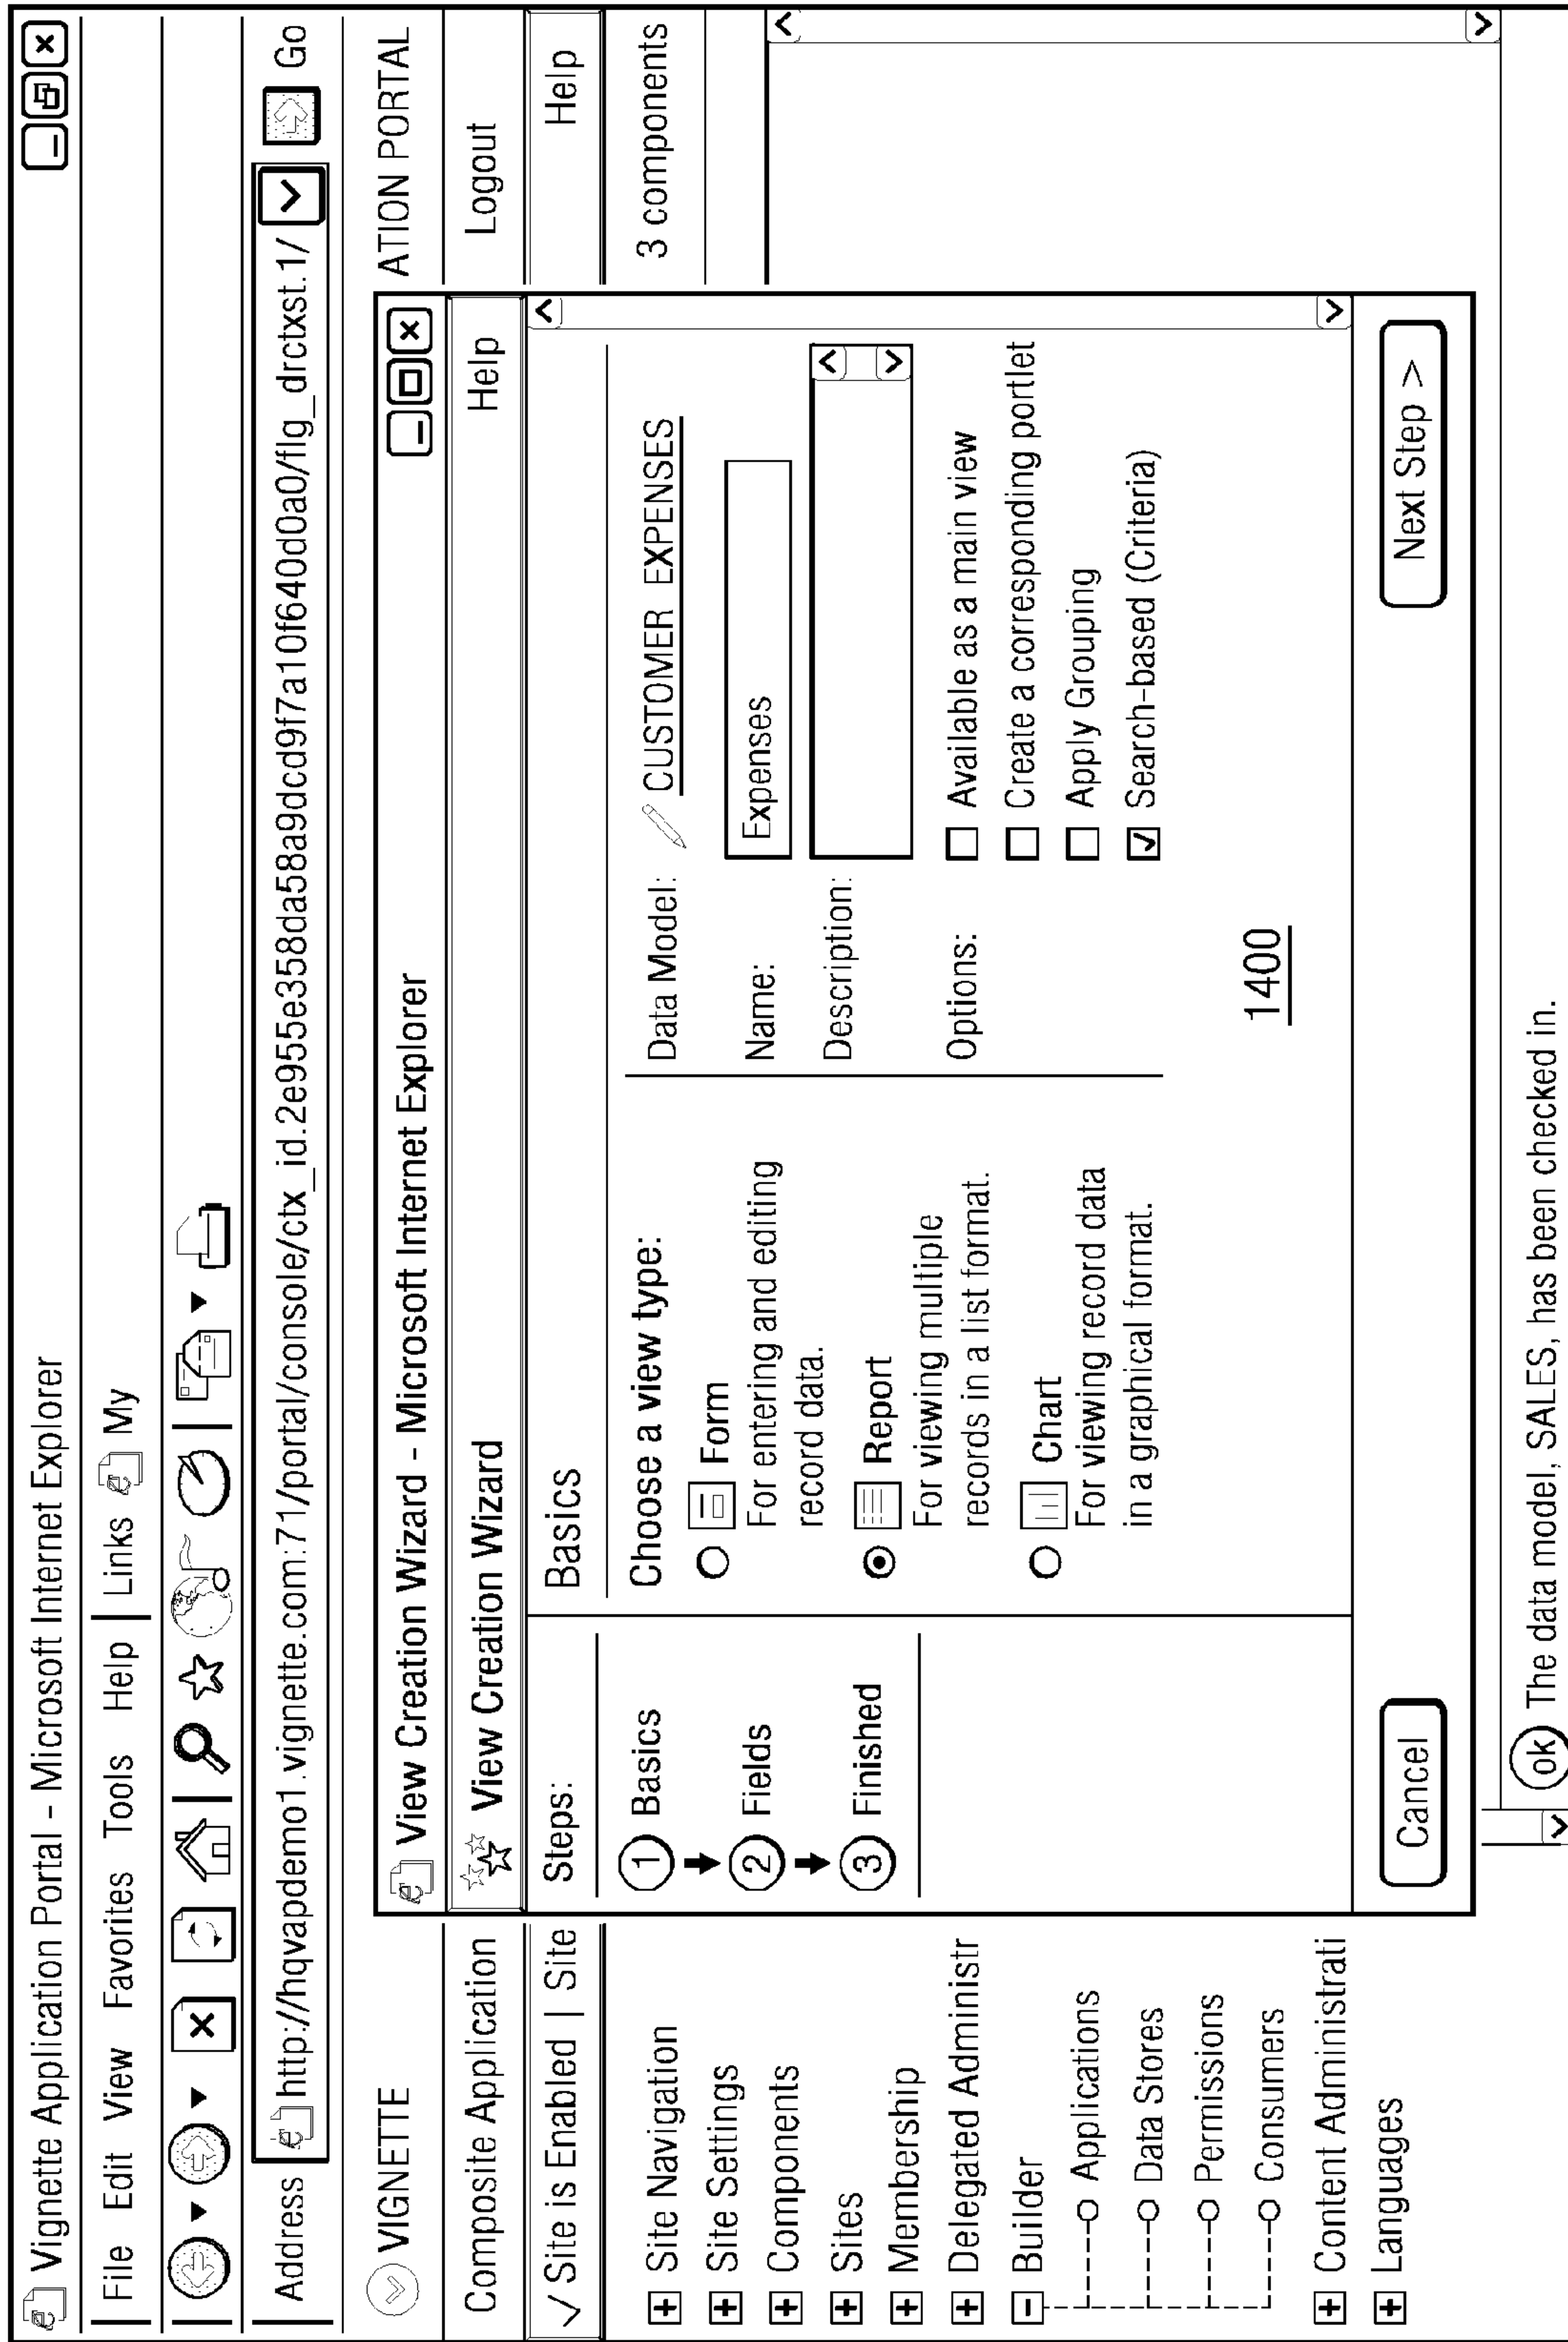 Vignette Application Portal - Microsoft Internet Explorer
File Edit View Favorites Tools Help Links My
Address http://hqvapdemo1.vignette.com:71/portal/console/ctx_id.2e955e358da58a9dcd9f7a10f640d0a0/flg_drctxst.1/ Go
VIGNETTE
ATION PORTAL
Composite Application
Logout
✓ Site is Enabled | Site
Help
3 components
Site Navigation
Site Settings
Components
Sites
Membership
Delegated Administr
Builder
Applications
Data Stores
Permissions
Consumers
Content Administrati
Languages
View Creation Wizard - Microsoft Internet Explorer
View Creation Wizard
Help
Steps:
1 Basics
2 Fields
3 Finished
Basics
Choose a view type:
Form
For entering and editing
record data.
Report
For viewing multiple
records in a list format.
Chart
For viewing record data
in a graphical format.
Data Model: CUSTOMER EXPENSES
Name: Expenses
Description:
Options:
Available as a main view
Create a corresponding portlet
Apply Grouping
Search-based (Criteria)
1400
Cancel
Next Step >
ok The data model, SALES, has been checked in.